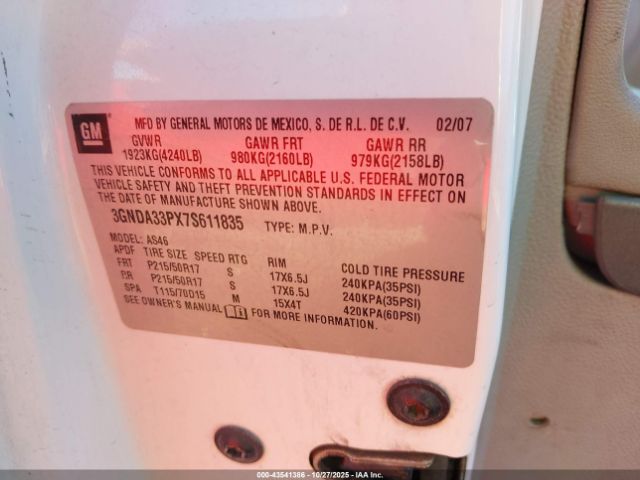 GM
MFD BY GENERAL MOTORS DE MEXICO, S. DE R.L. DE C.V. 02/07
GVWR GAWR FRT GAWR RR
1923KG(4240LB) 980KG(2160LB) 979KG(2158LB)
THIS VEHICLE CONFORMS TO ALL APPLICABLE U.S. FEDERAL MOTOR
VEHICLE SAFETY AND THEFT PREVENTION STANDARDS IN EFFECT ON
THE DATE OF MANUFACTURE SHOWN ABOVE.
3GNDA33PX7S611835 TYPE: M.P.V.
MODEL: AS46
APDF TIRE SIZE SPEED RTG RIM COLD TIRE PRESSURE
FRT P215/50R17 S 17X6.5J 240KPA(35PSI)
RR P215/50R17 S 17X6.5J 240KPA(35PSI)
SPA T115/70D15 M 15X4T 420KPA(60PSI)
SEE OWNER'S MANUAL FOR MORE INFORMATION.
000-43541386 - 10/27/2025 - IAA Inc.